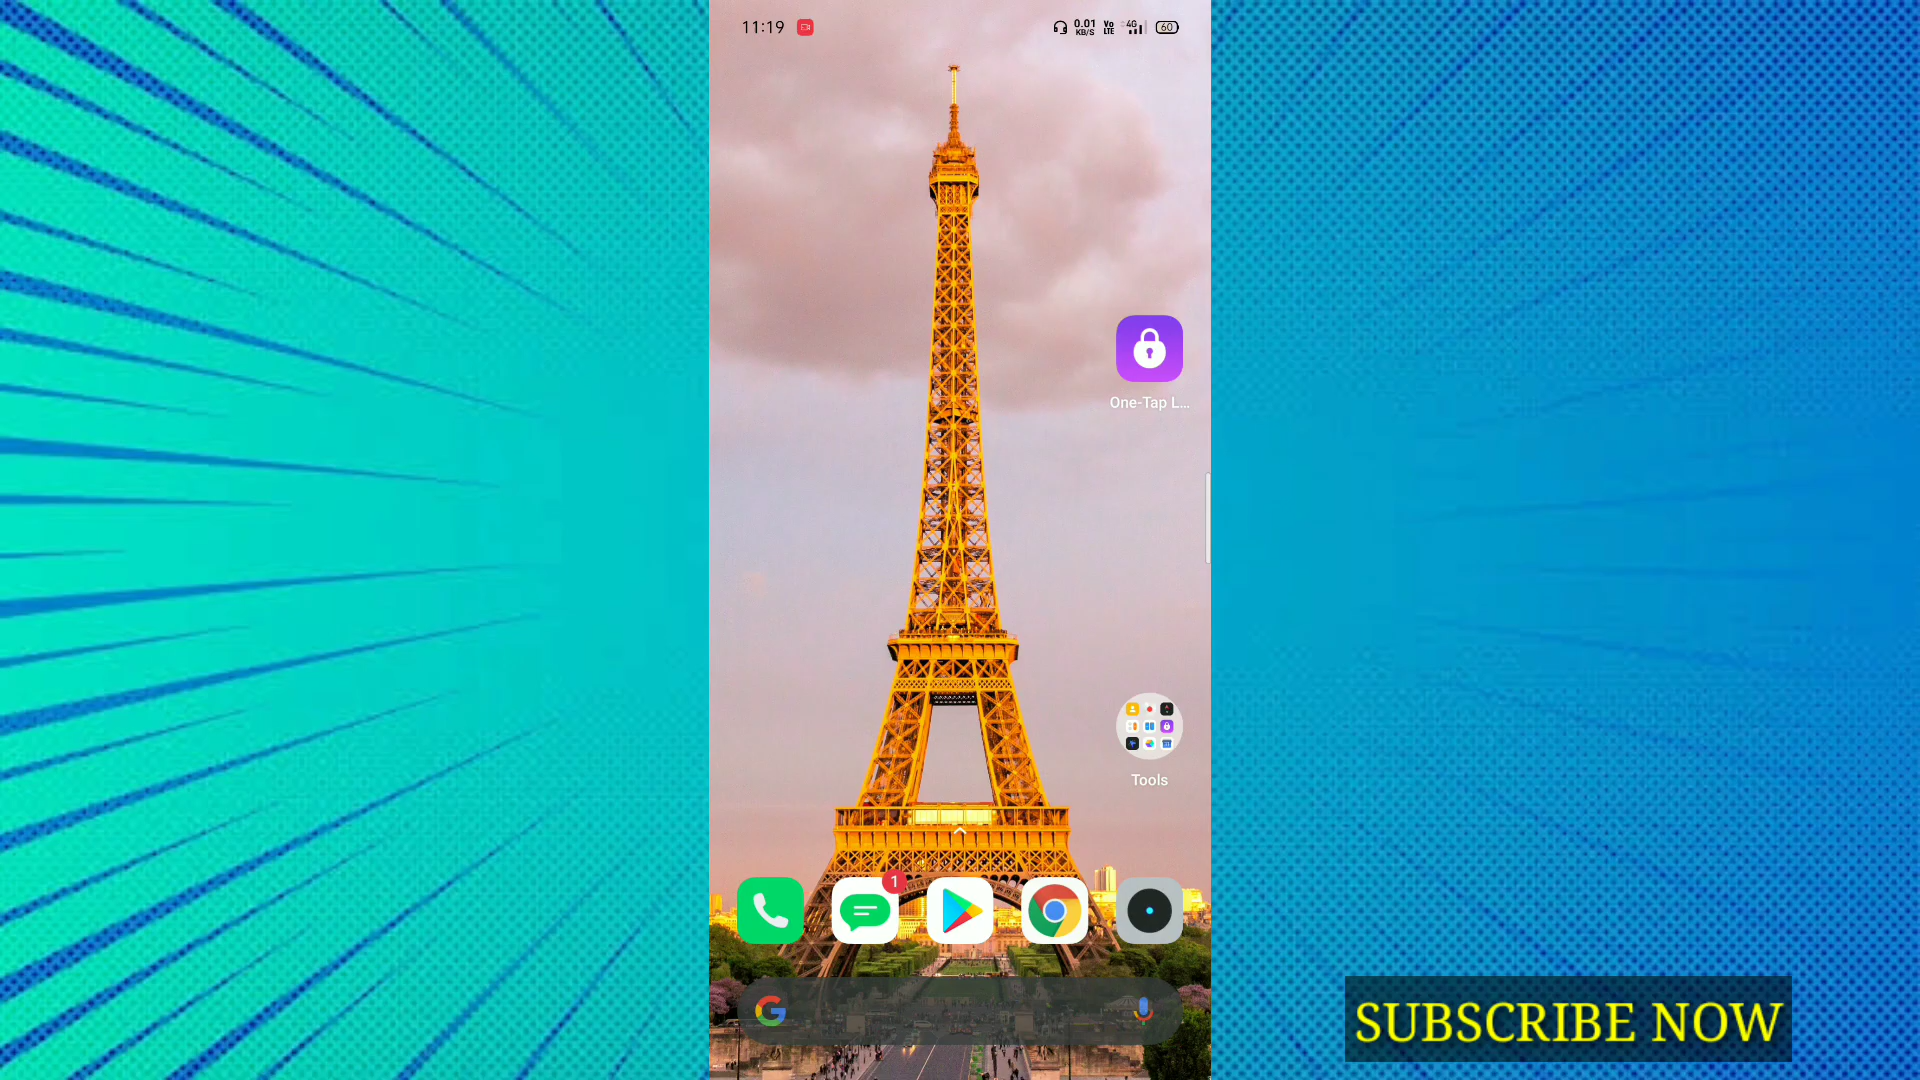 11:19
0.01
KB/S
Vo
LTE
4G
60
One-Tap L...
Tools
1
SUBSCRIBE NOW